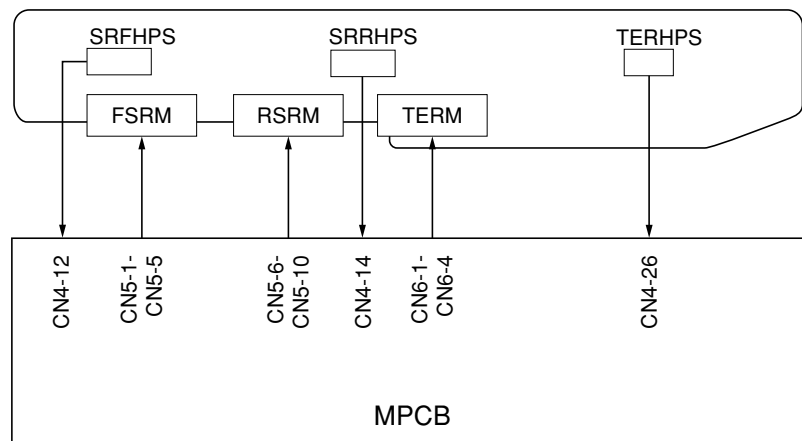 SRFHPS
SRRHPS
TERHPS
FSRM
RSRM
TERM
CN4-12
CN5-1-
CN5-5
CN5-6-
CN5-10
CN4-14
CN6-1-
CN6-4
CN4-26
MPCB